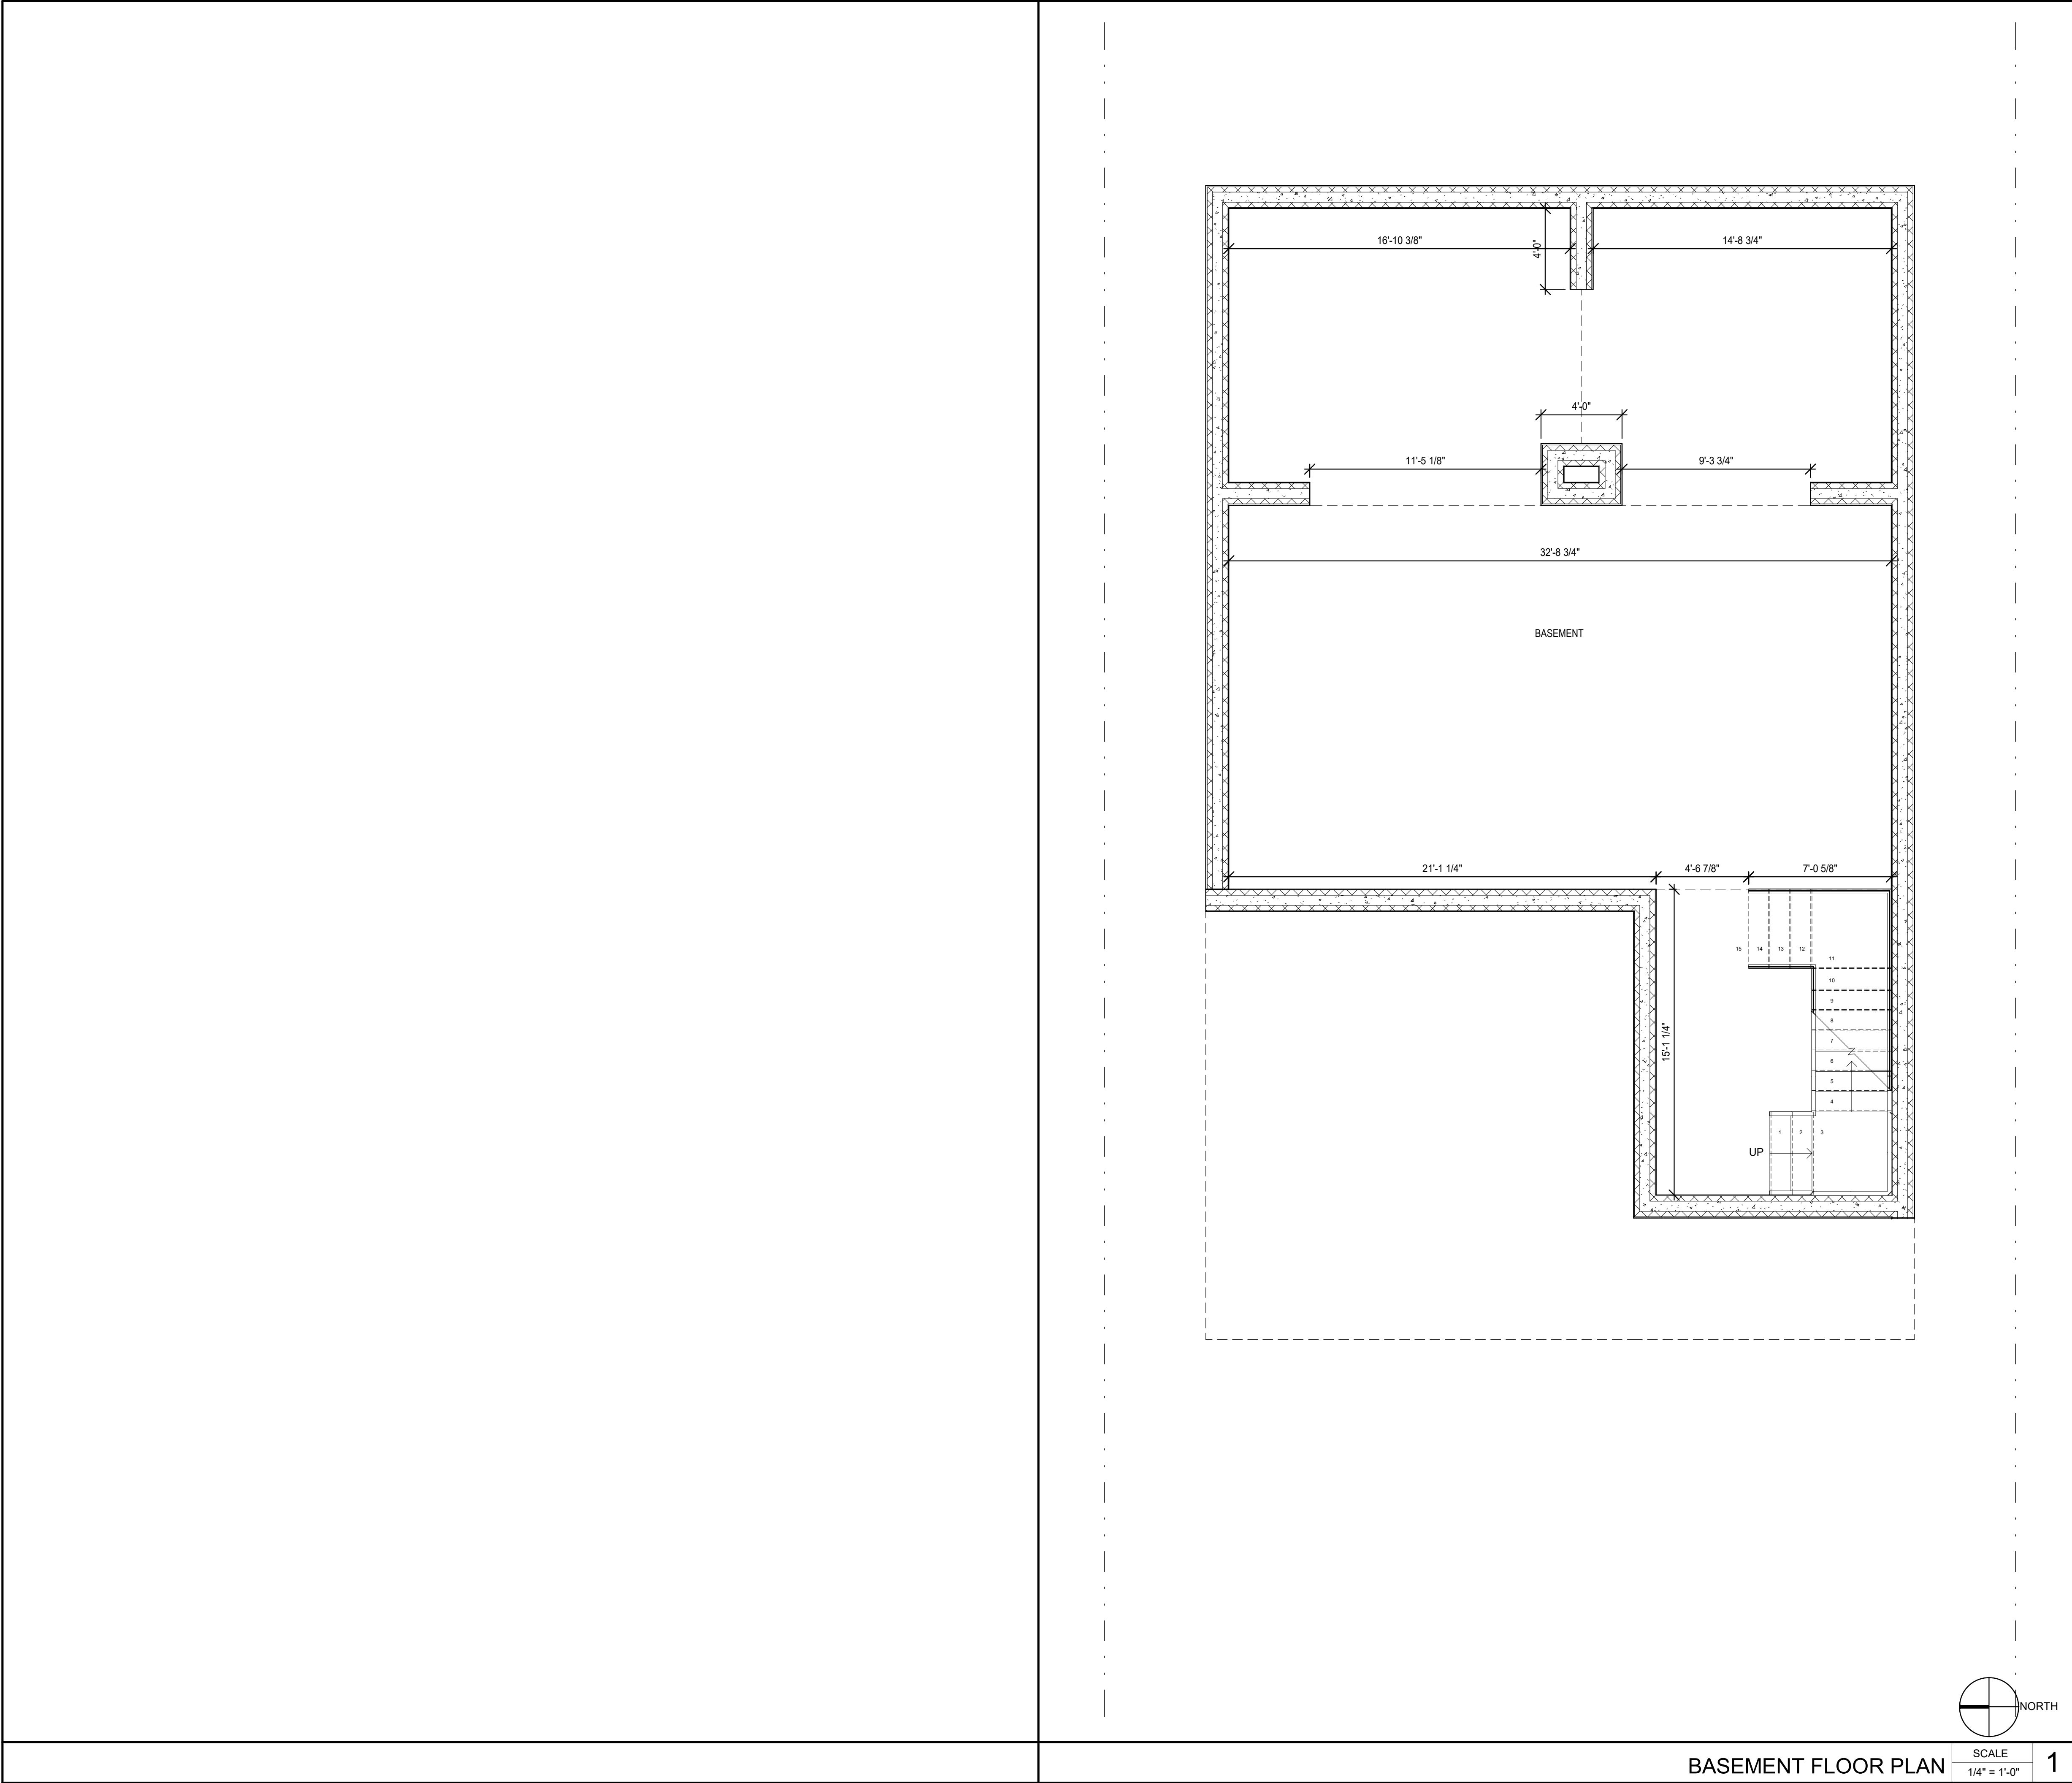 16'-10 3/8"
4'-0"
14'-8 3/4"
4'-0"
11'-5 1/8"
9'-3 3/4"
32'-8 3/4"
BASEMENT
21'-1 1/4"
4'-6 7/8"
7'-0 5/8"
15 14 13 12
11
10
9
8
7
6
5
4
15'-1 1/4"
1 2 3
UP
NORTH
BASEMENT FLOOR PLAN
SCALE
1/4" = 1'-0"
1